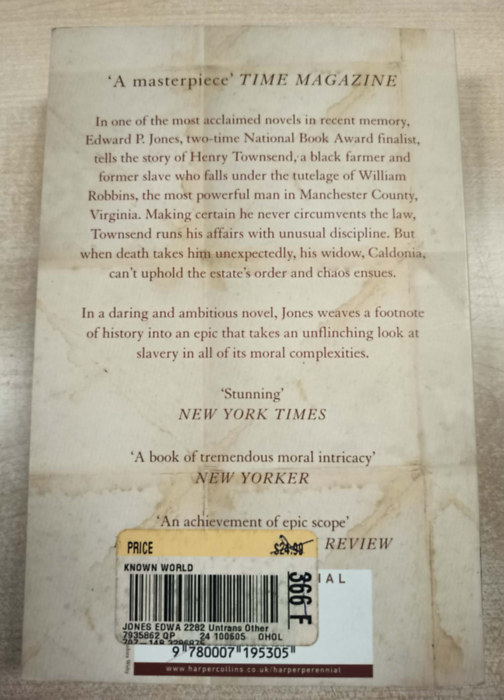 ‘A masterpiece’ TIME MAGAZINE
In one of the most acclaimed novels in recent memory,
Edward P. Jones, two-time National Book Award finalist,
tells the story of Henry Townsend, a black farmer and
former slave who falls under the tutelage of William
Robbins, the most powerful man in Manchester County,
Virginia. Making certain he never circumvents the law,
Townsend runs his affairs with unusual discipline. But
when death takes him unexpectedly, his widow, Caldonia,
can’t uphold the estate’s order and chaos ensues.
In a daring and ambitious novel, Jones weaves a footnote
of history into an epic that takes an unflinching look at
slavery in all of its moral complexities.
‘Stunning’
NEW YORK TIMES
‘A book of tremendous moral intricacy’
NEW YORKER
‘An achievement of epic scope’
REVIEW
PRICE $24.99
KNOWN WORLD
366 F
IAL
JONES EDWA 2282 Untrans Other
7935862 QP 24 100605 OHOL
9 780007 195305
www.harpercollins.co.uk/harperperennial